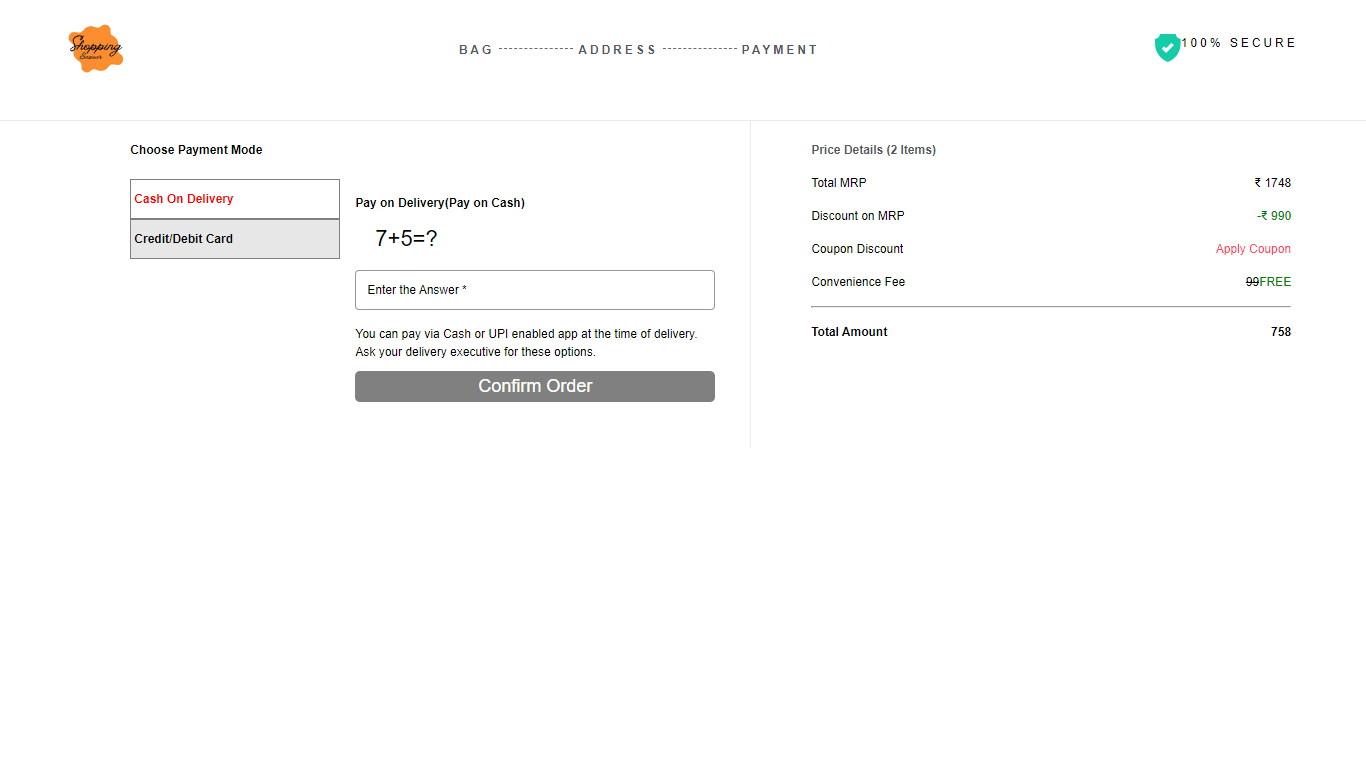 Shopping
BAG ADDRESS PAYMENT
100% SECURE
Choose Payment Mode
Cash On Delivery
Credit/Debit Card
Pay on Delivery(Pay on Cash)
7+5=?
Enter the Answer *
You can pay via Cash or UPI enabled app at the time of delivery.
Ask your delivery executive for these options.
Confirm Order
Price Details (2 Items)
Total MRP ₹ 1748
Discount on MRP -₹ 990
Coupon Discount Apply Coupon
Convenience Fee 99FREE
Total Amount 758